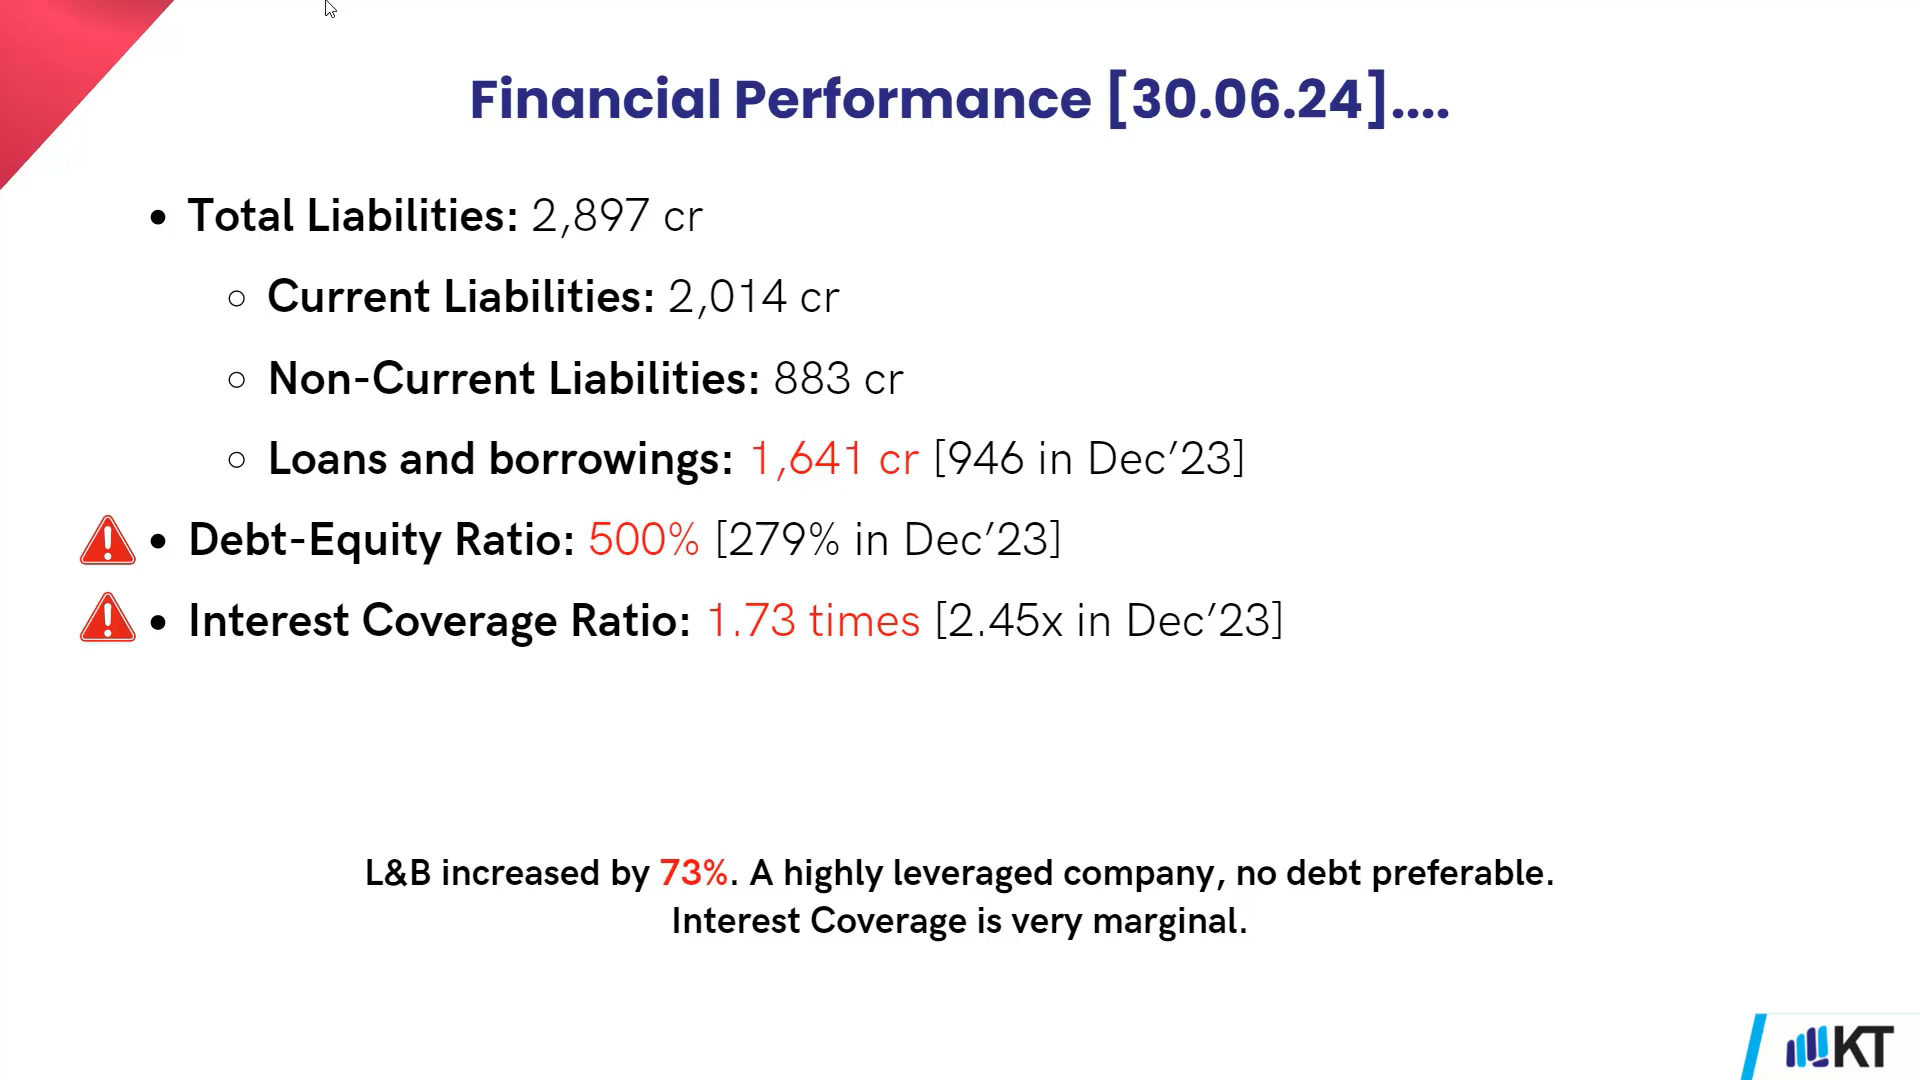 Financial Performance [30.06.24]....
• Total Liabilities: 2,897 cr
○ Current Liabilities: 2,014 cr
○ Non-Current Liabilities: 883 cr
○ Loans and borrowings: 1,641 cr [946 in Dec’23]
• Debt-Equity Ratio: 500% [279% in Dec’23]
• Interest Coverage Ratio: 1.73 times [2.45x in Dec’23]
L&B increased by 73%. A highly leveraged company, no debt preferable.
Interest Coverage is very marginal.
KT